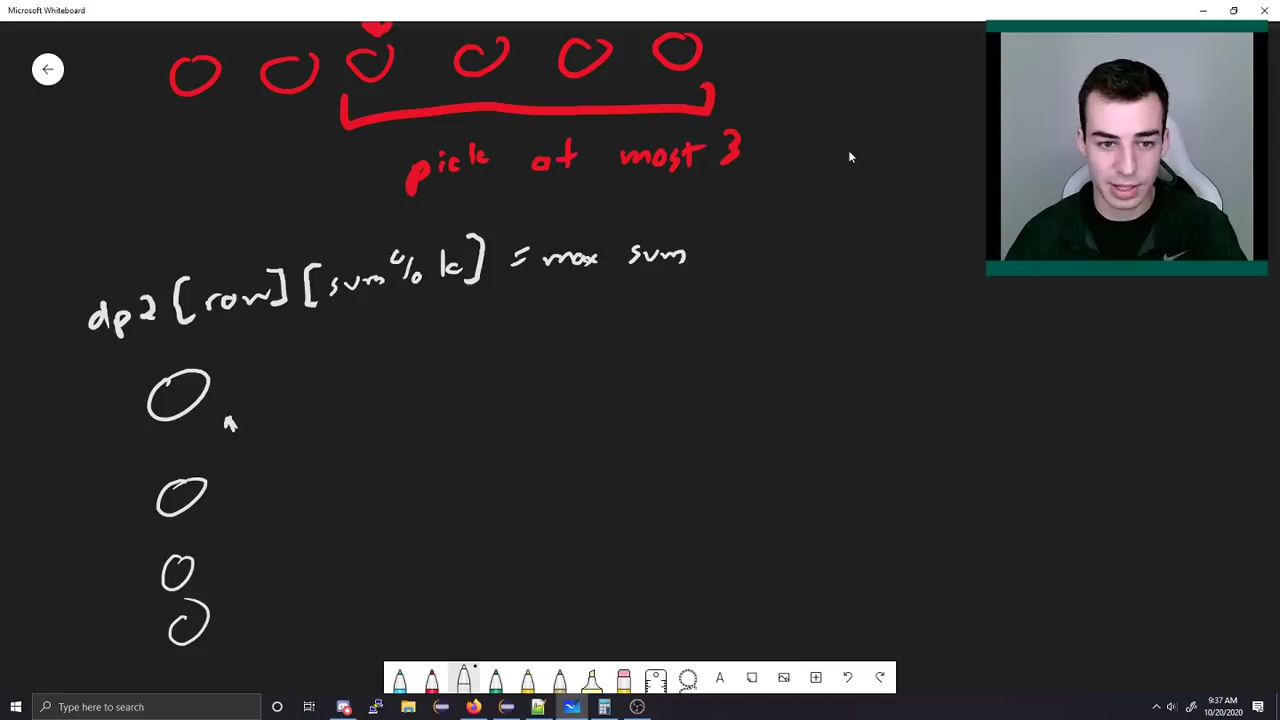 Microsoft Whiteboard
pick at most 3
dp2[row][sum%k] = max sum
A
Type here to search
9:37 AM
10/20/2020